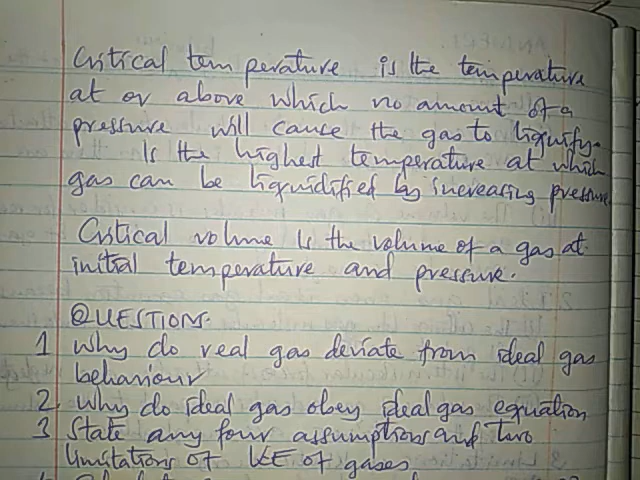 Critical temperature is the temperature
at or above which no amount of a
pressure will cause the gas to liquify.
Is the highest temperature at which
gas can be liquidified by increasing pressure
Critical volume is the volume of a gas at
initial temperature and pressure.
QUESTIONS.
1 Why do real gas deviate from ideal gas
behaviour
2. Why do ideal gas obey ideal gas equation
3 State any four assumptions and two
limitations of KE of gases